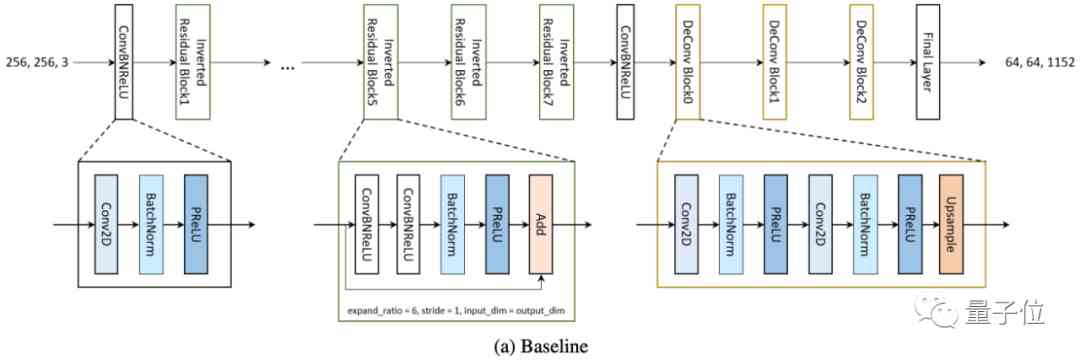 256, 256, 3
ConvBNReLU
Inverted
Residual Block1
...
Inverted
Residual Block5
Inverted
Residual Block6
Inverted
Residual Block7
ConvBNReLU
DeConv Block0
DeConv Block1
DeConv Block2
Final Layer
64, 64, 1152
Conv2D
BatchNorm
PReLU
ConvBNReLU
ConvBNReLU
BatchNorm
PReLU
Add
expand_ratio = 6, stride = 1, input_dim = output_dim
Conv2D
BatchNorm
PReLU
Conv2D
BatchNorm
PReLU
Upsample
量子位
(a) Baseline